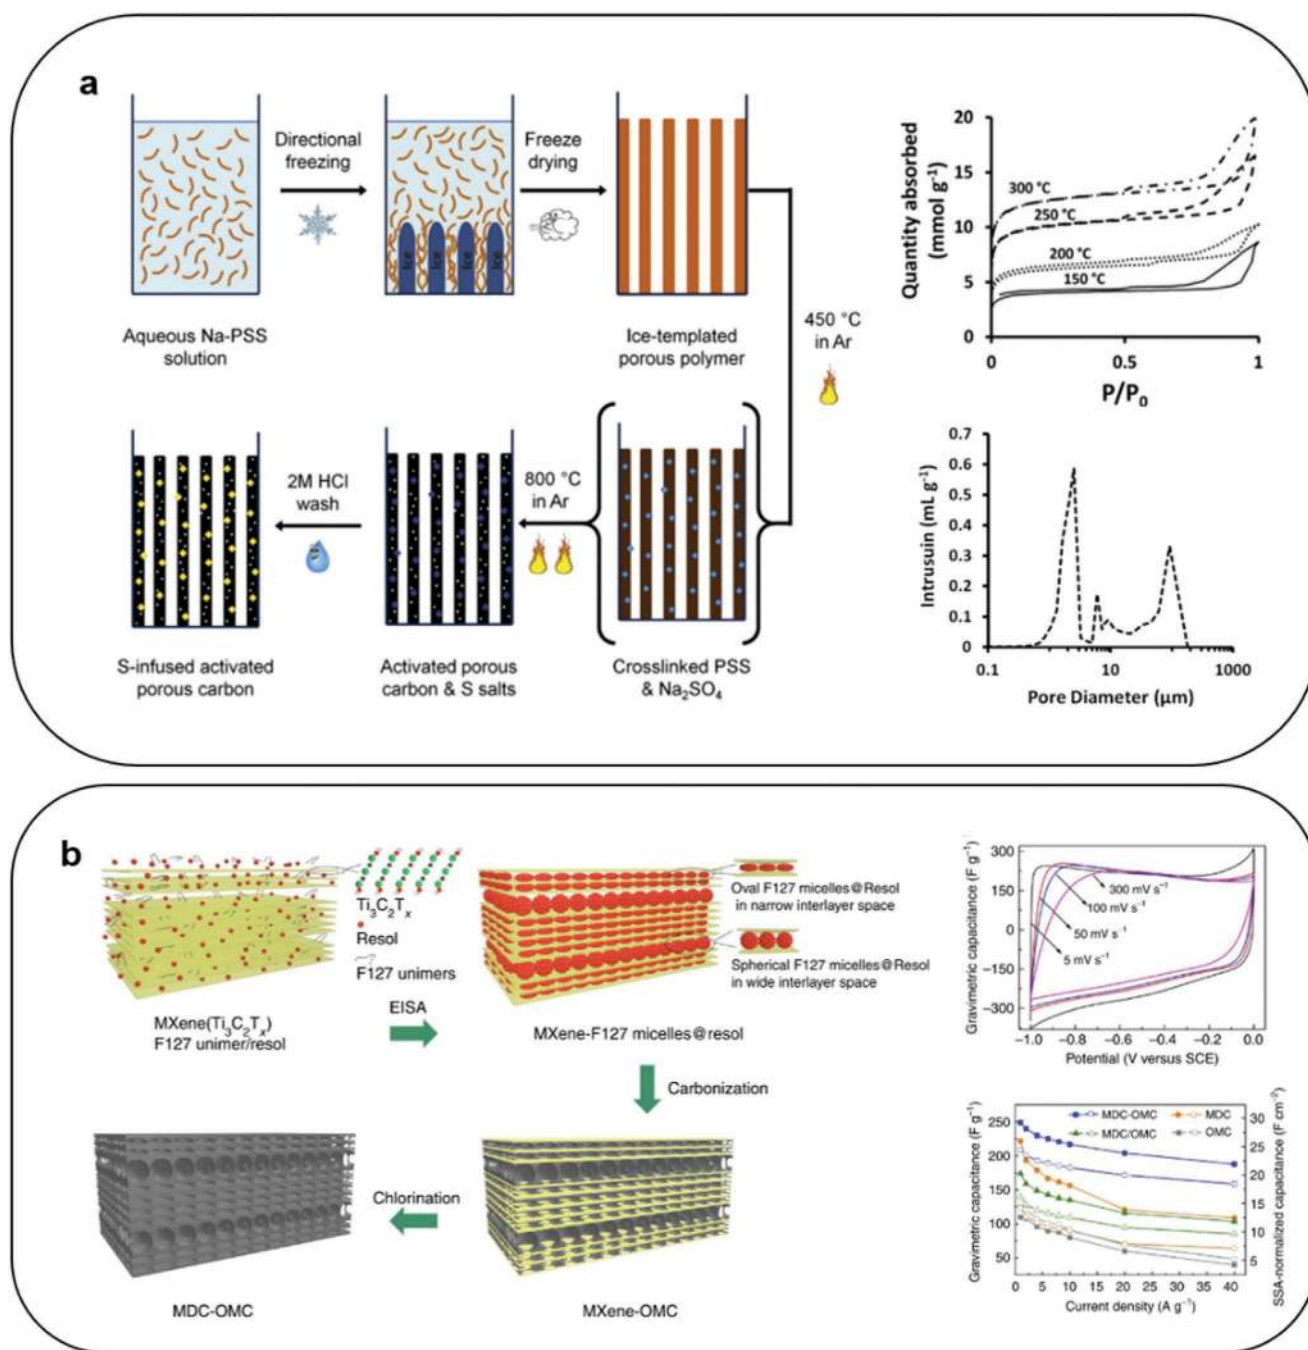 a
Directional
freezing
Freeze
drying
Ice
Ice
Ice
Ice
Aqueous Na-PSS
solution
Ice-templated
porous polymer
450 °C
in Ar
2M HCl
wash
800 °C
in Ar
S-infused activated
porous carbon
Activated porous
carbon & S salts
Crosslinked PSS
& Na₂SO₄
Quantity absorbed
(mmol g⁻¹)
20
15
10
5
0
300 °C
250 °C
200 °C
150 °C
0
0.5
1
P/P₀
Intrusuin (mL g⁻¹)
0.7
0.6
0.5
0.4
0.3
0.2
0.1
0
0.1
10
1000
Pore Diameter (µm)
b
Ti₃C₂Tₓ
Resol
F127 unimers
MXene(Ti₃C₂Tₓ)
F127 unimer/resol
EISA
Oval F127 micelles@Resol
in narrow interlayer space
Spherical F127 micelles@Resol
in wide interlayer space
MXene-F127 micelles@resol
Carbonization
Chlorination
MDC-OMC
MXene-OMC
Gravimetric capacitance (F g⁻¹)
300
150
0
−150
−300
300 mV s⁻¹
100 mV s⁻¹
50 mV s⁻¹
5 mV s⁻¹
−1.0 −0.8 −0.6 −0.4 −0.2 0.0
Potential (V versus SCE)
Gravimetric capacitance (F g⁻¹)
250
200
150
100
50
MDC-OMC
MDC
MDC/OMC
OMC
30
25
20
15
10
5
SSA-normalized capacitance (F cm⁻²)
0 5 10 15 20 25 30 35 40
Current density (A g⁻¹)